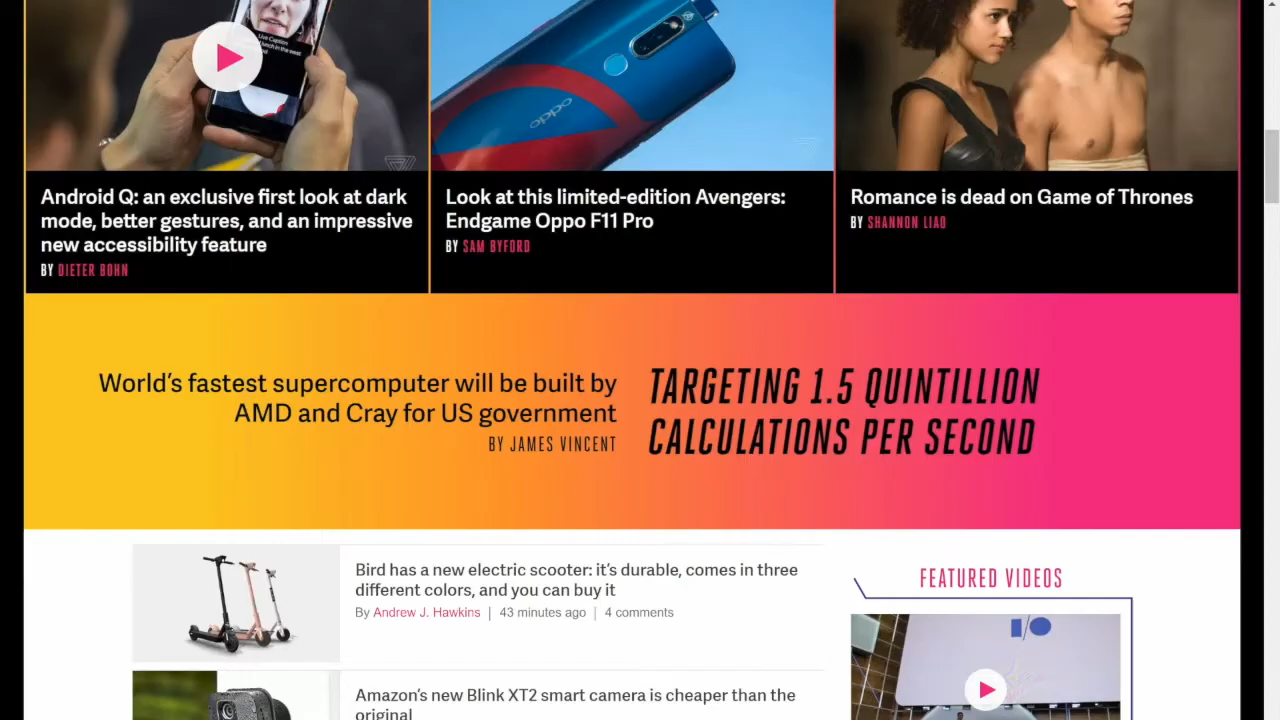 Live Caption
oppo
Android Q: an exclusive first look at dark
mode, better gestures, and an impressive
new accessibility feature
BY DIETER BOHN
Look at this limited-edition Avengers:
Endgame Oppo F11 Pro
BY SAM BYFORD
Romance is dead on Game of Thrones
BY SHANNON LIAO
World's fastest supercomputer will be built by
AMD and Cray for US government
BY JAMES VINCENT
TARGETING 1.5 QUINTILLION
CALCULATIONS PER SECOND
Bird has a new electric scooter: it's durable, comes in three
different colors, and you can buy it
By Andrew J. Hawkins | 43 minutes ago | 4 comments
Amazon's new Blink XT2 smart camera is cheaper than the
original
FEATURED VIDEOS
I/O